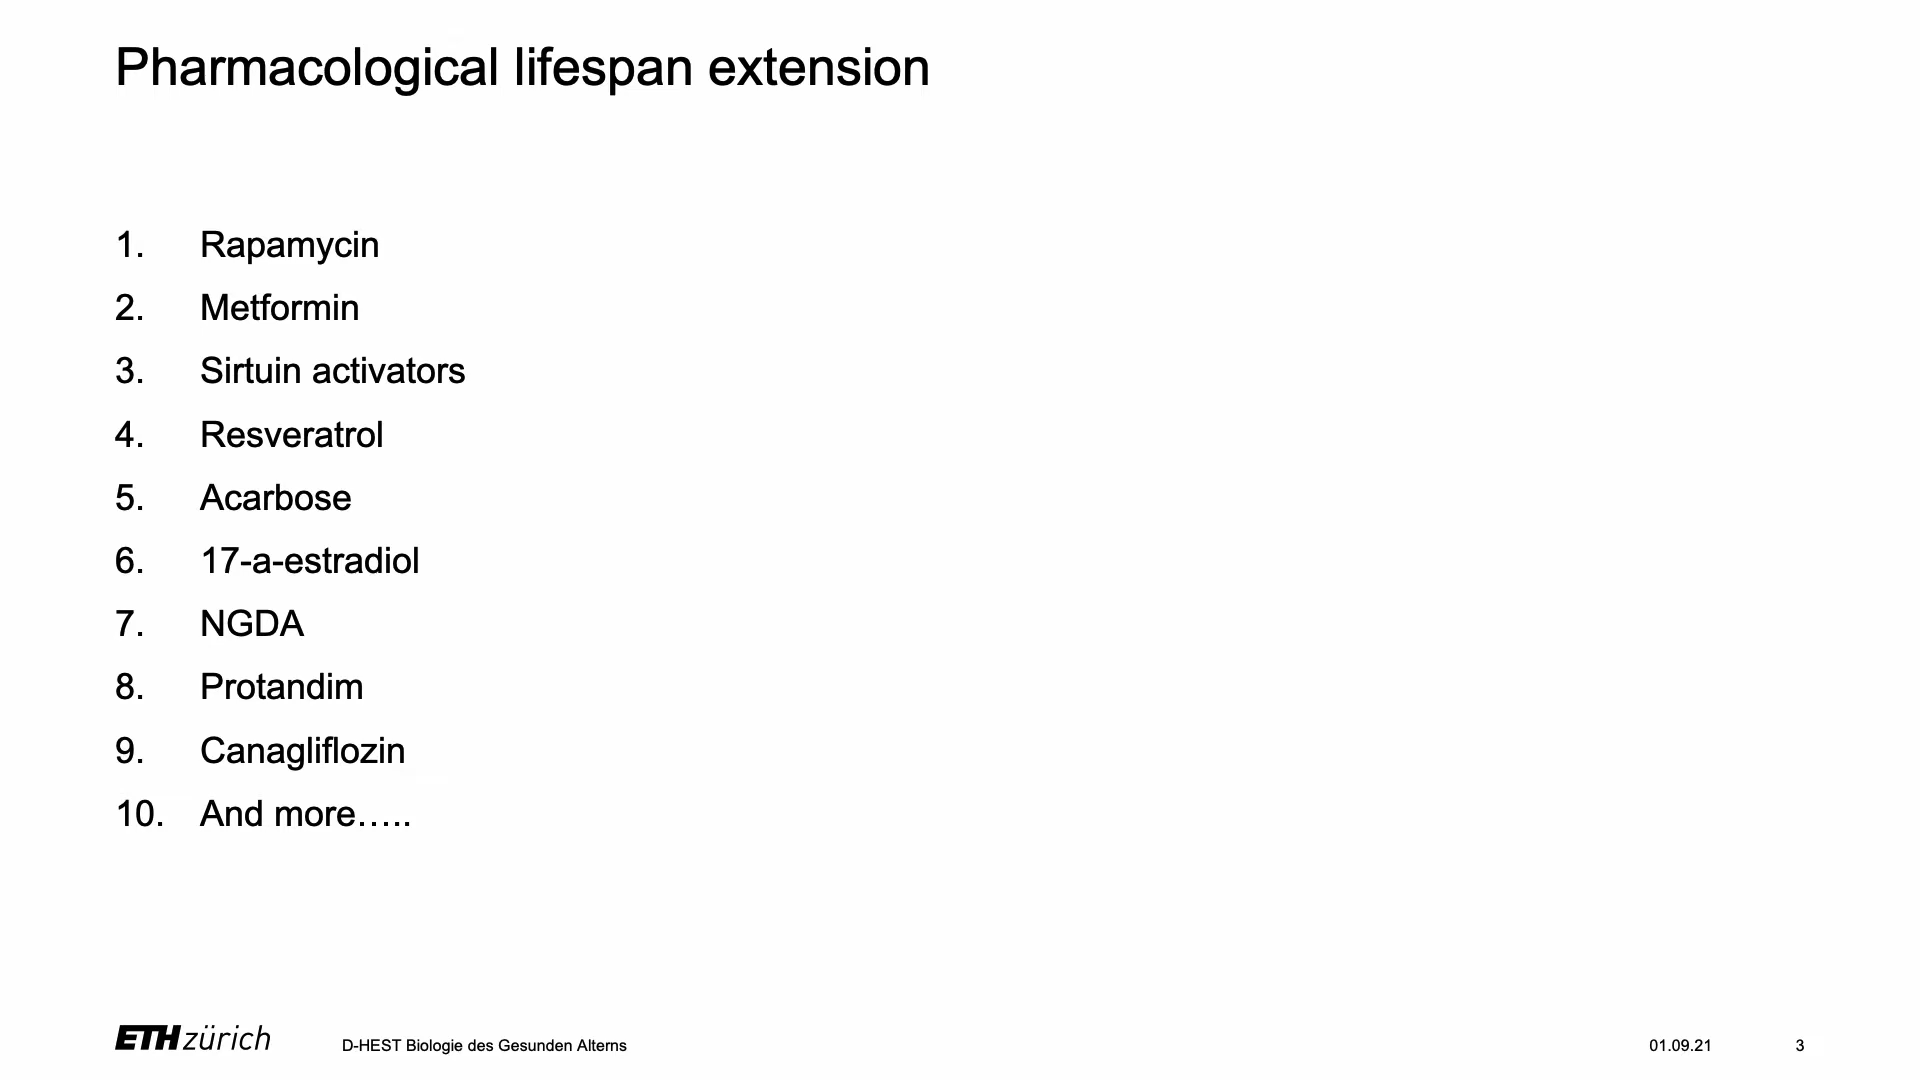 Pharmacological lifespan extension
1. Rapamycin
2. Metformin
3. Sirtuin activators
4. Resveratrol
5. Acarbose
6. 17-a-estradiol
7. NGDA
8. Protandim
9. Canagliflozin
10. And more…..
ETH zürich D-HEST Biologie des Gesunden Alterns 01.09.21 3